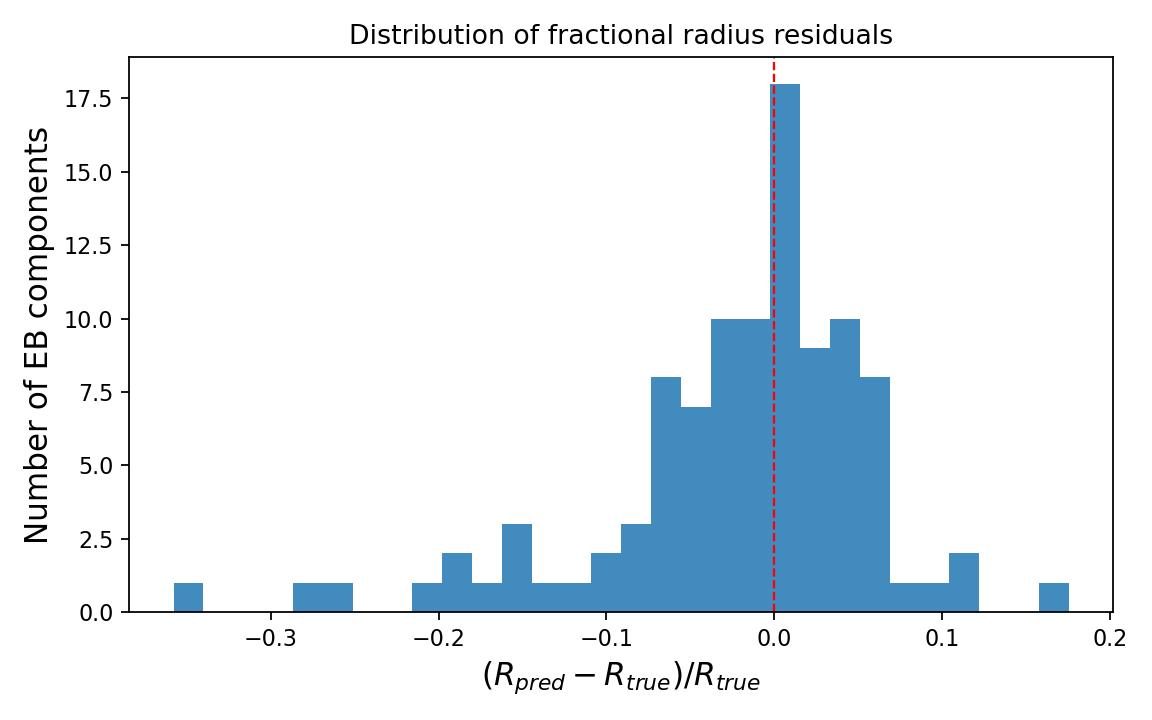 Distribution of fractional radius residuals
Number of EB components
17.5
15.0
12.5
10.0
7.5
5.0
2.5
0.0
−0.3 −0.2 −0.1 0.0 0.1 0.2
(R_pred − R_true)/R_true